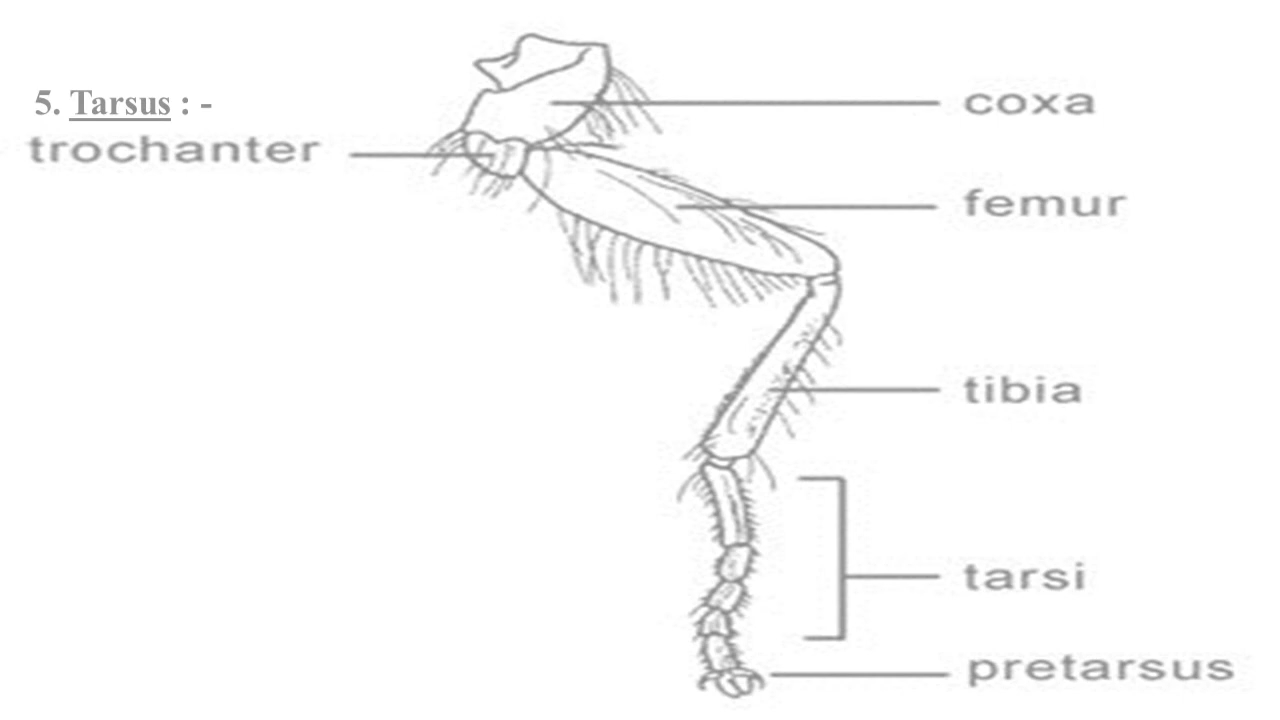 5. Tarsus : -
coxa
trochanter
femur
tibia
tarsi
pretarsus